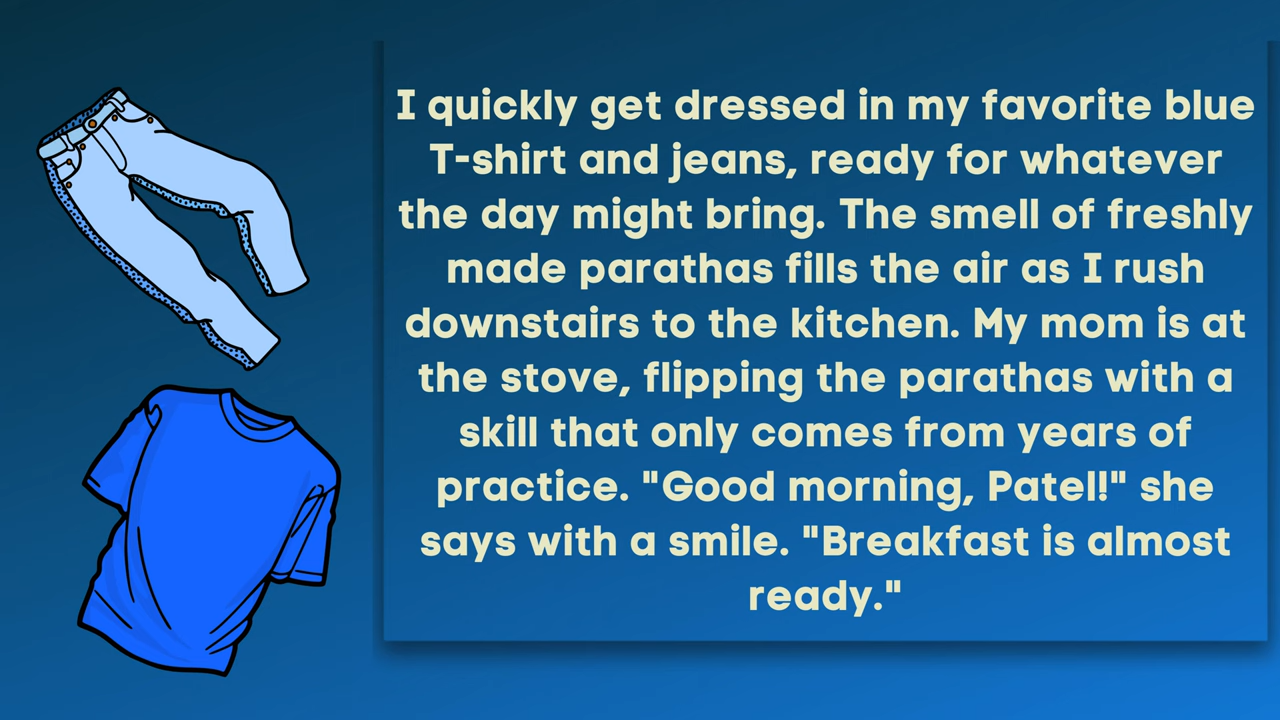 I quickly get dressed in my favorite blue
T-shirt and jeans, ready for whatever
the day might bring. The smell of freshly
made parathas fills the air as I rush
downstairs to the kitchen. My mom is at
the stove, flipping the parathas with a
skill that only comes from years of
practice. "Good morning, Patel!" she
says with a smile. "Breakfast is almost
ready."